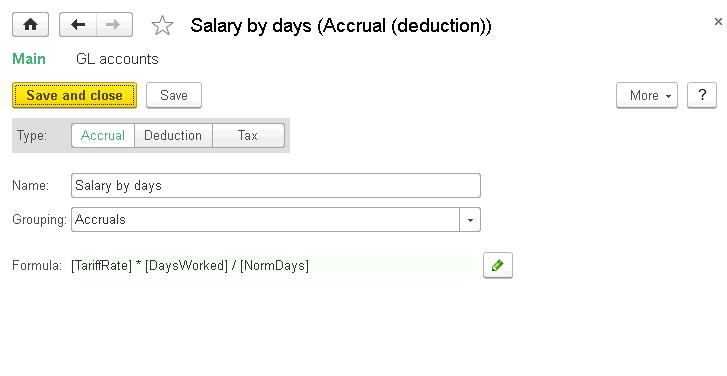 Salary by days (Accrual (deduction))
Main GL accounts
Save and close Save More ?
Type: Accrual Deduction Tax
Name: Salary by days
Grouping: Accruals
Formula: [TariffRate] * [DaysWorked] / [NormDays]